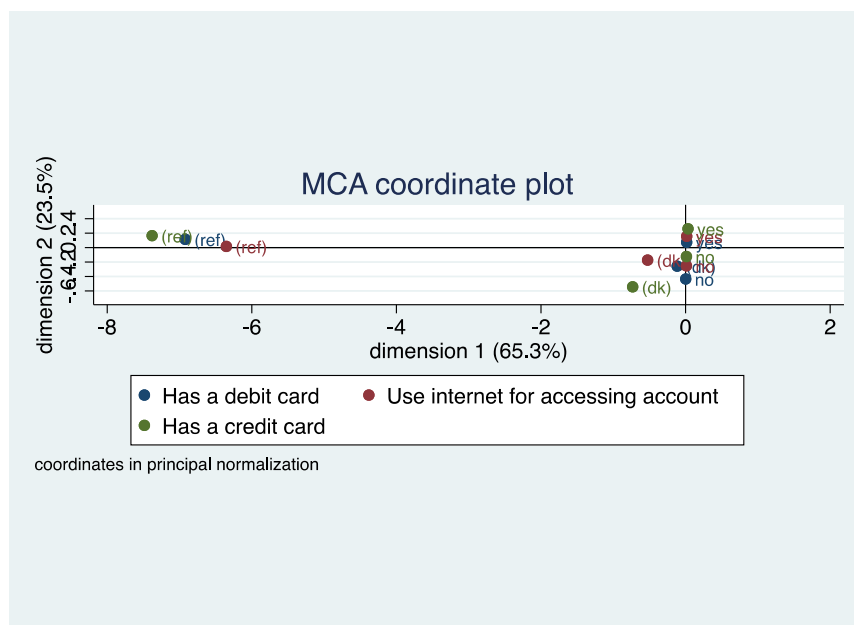 MCA coordinate plot
dimension 2 (23.5%)
(ref)
(ref)
(ref)
(dk)
(dk)
(dk)
yes
yes
yes
no
no
no
-8 -6 -4 -2 0 2
dimension 1 (65.3%)
Has a debit card Use internet for accessing account
Has a credit card
coordinates in principal normalization